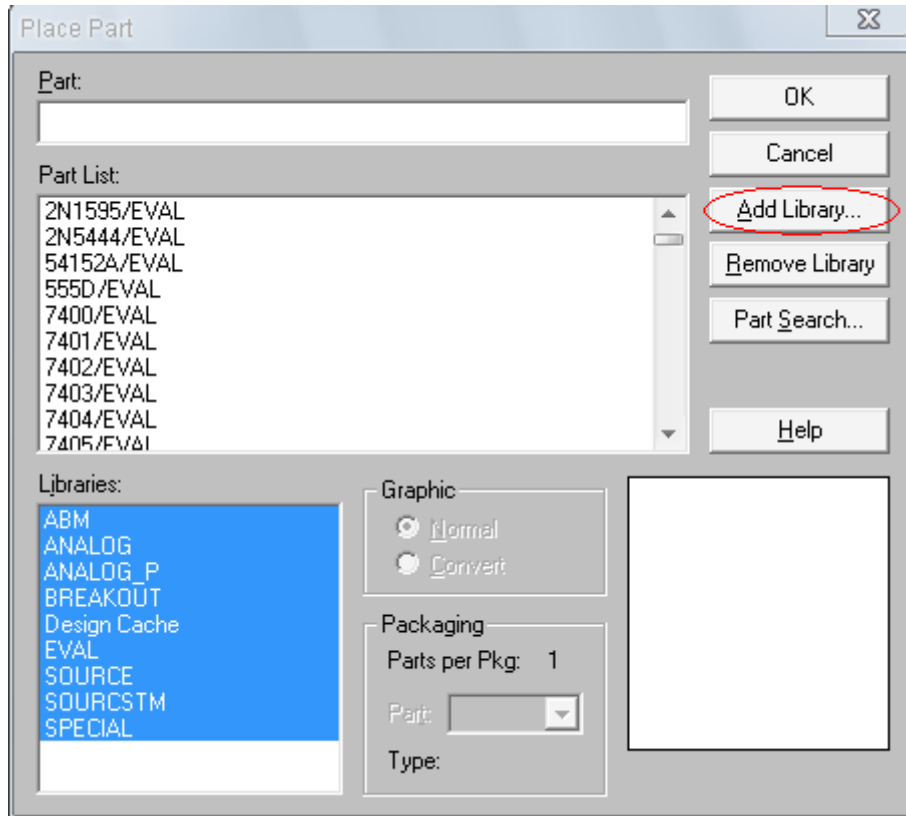 Place Part
Part:
OK
Cancel
Part List:
2N1595/EVAL
2N5444/EVAL
54152A/EVAL
555D/EVAL
7400/EVAL
7401/EVAL
7402/EVAL
7403/EVAL
7404/EVAL
7405/EVAL
Add Library...
Remove Library
Part Search...
Help
Libraries:
ABM
ANALOG
ANALOG_P
BREAKOUT
Design Cache
EVAL
SOURCE
SOURCSTM
SPECIAL
Graphic
Normal
Convert
Packaging
Parts per Pkg: 1
Part:
Type: